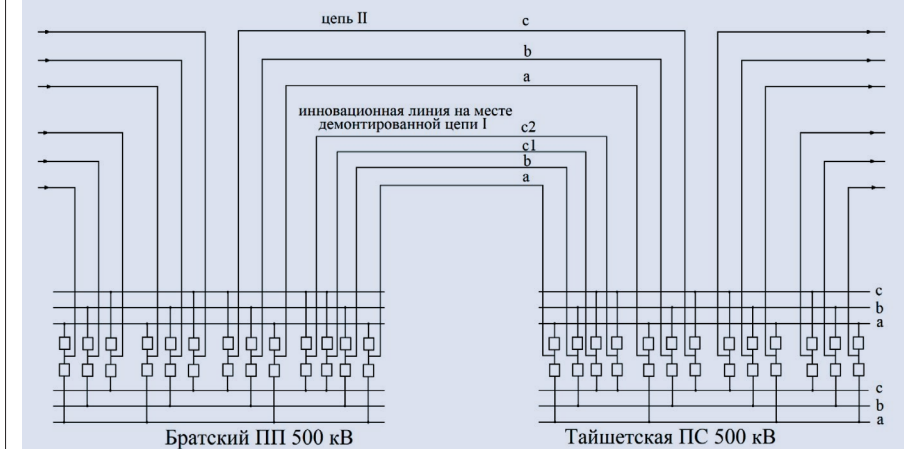 цепь II
c
b
a
инновационная линия на месте
демонтированной цепи I
c2
c1
b
a
c
b
a
c
b
a
Братский ПП 500 кВ
Тайшетская ПС 500 кВ